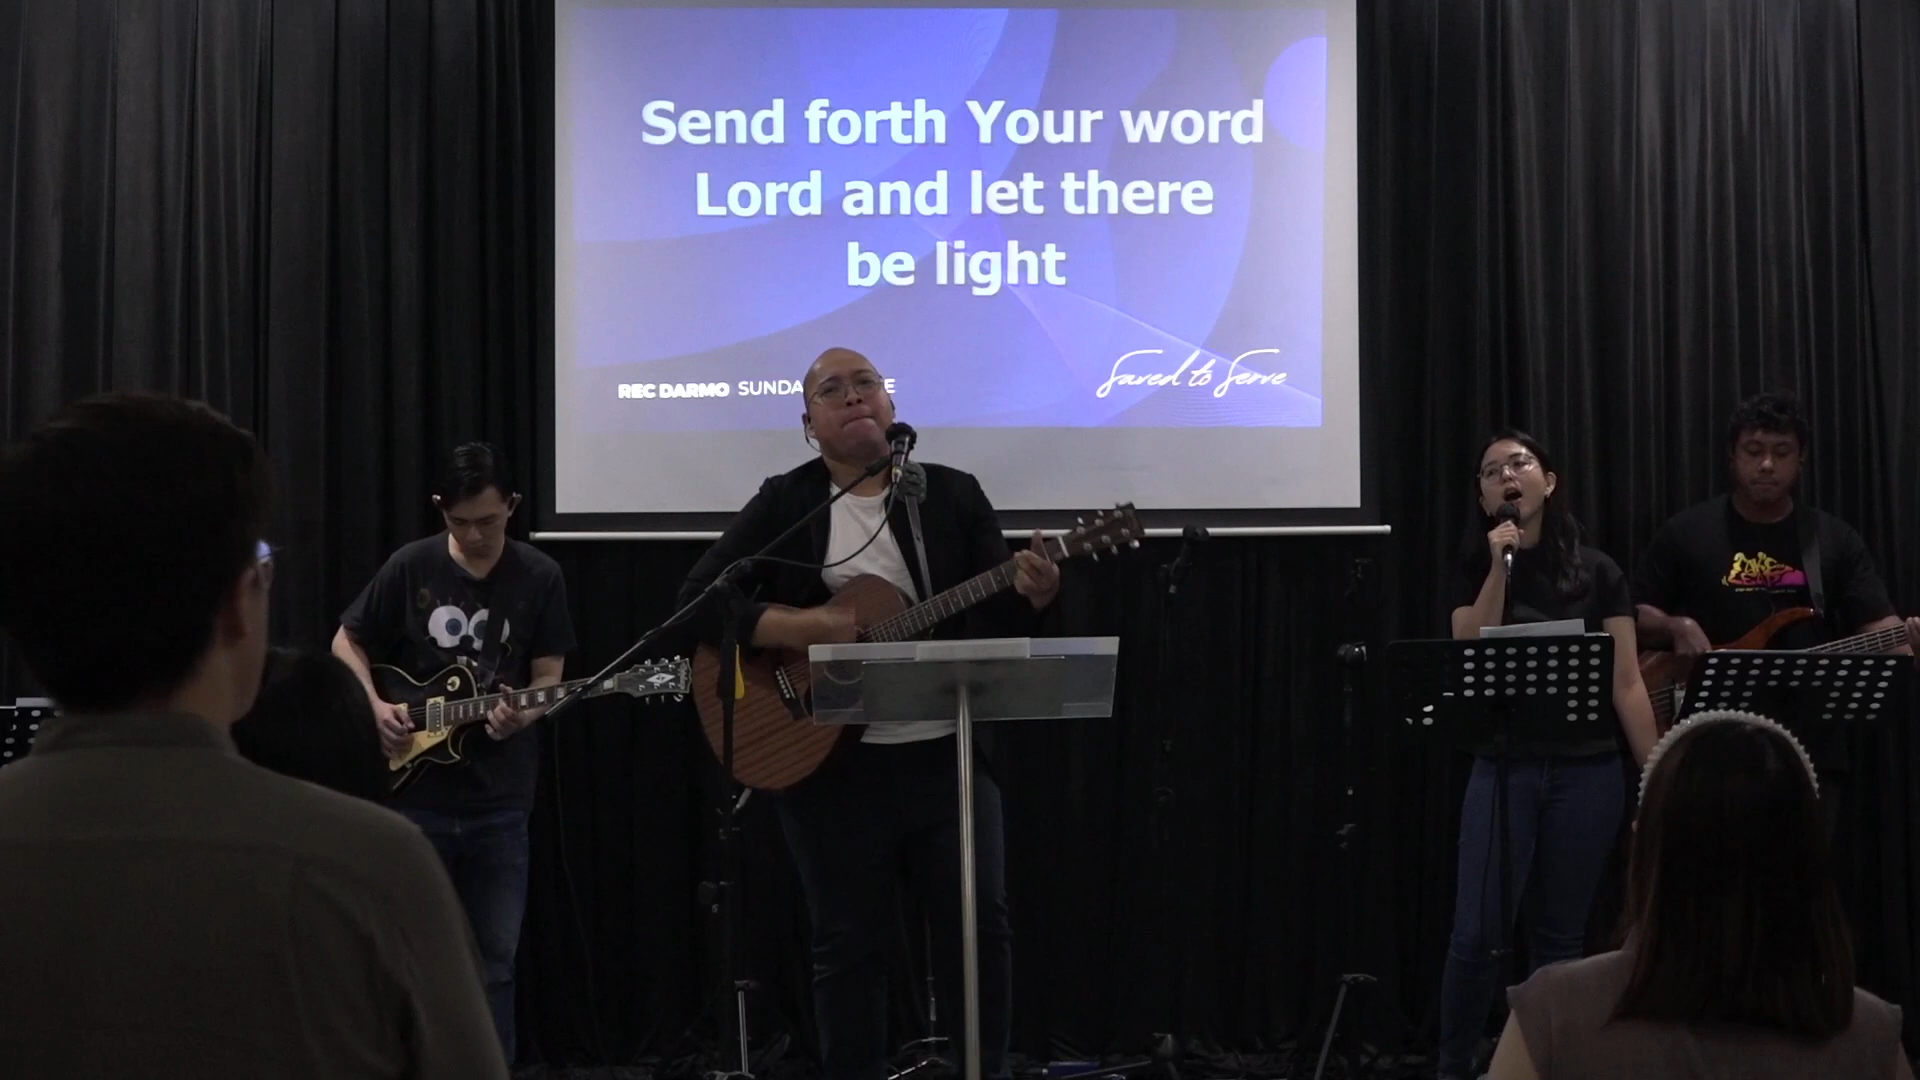 Send forth Your word
Lord and let there
be light
REC DARMO SUNDA
Saved to Serve